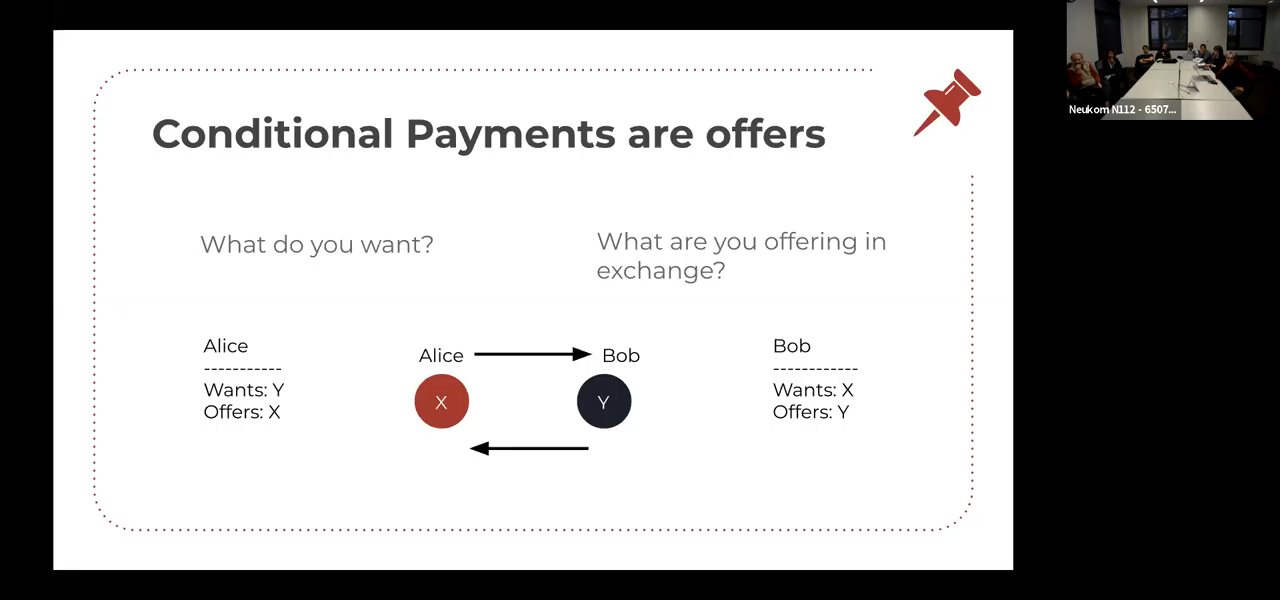 Conditional Payments are offers
What do you want?
What are you offering in
exchange?
Alice
-----------
Wants: Y
Offers: X
Alice
Bob
X
Y
Bob
------------
Wants: X
Offers: Y
Neukom N112 - 6507...